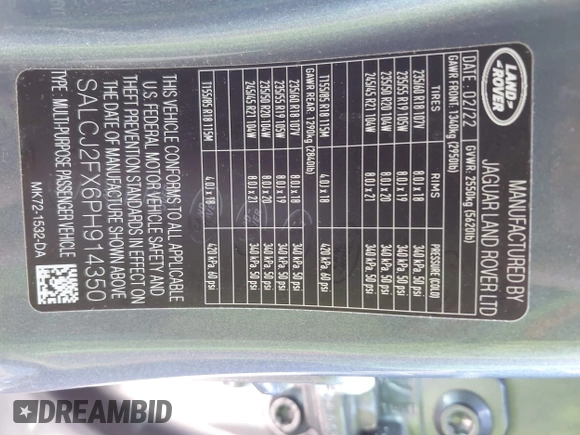 MANUFACTURED BY
JAGUAR LAND ROVER LTD
LAND-
-ROVER
DATE: 02/22 GVWR: 2550kg (5620lb)
GAWR FRONT: 1340kg (2950lb)
TIRES RIMS PRESSURE (COLD)
235/60 R18 107V 8.0J x 18 340 kPa, 50 psi
235/55 R19 105W 8.0J x 19 340 kPa, 50 psi
235/50 R20 104W 8.0J x 20 340 kPa, 50 psi
245/45 R21 104W 8.0J x 21 340 kPa, 50 psi
T155/85 R18 115M 4.0J x 18 420 kPa, 60 psi
GAWR REAR: 1290kg (2840lb)
235/60 R18 107V 8.0J x 18 340 kPa, 50 psi
235/55 R19 105W 8.0J x 19 340 kPa, 50 psi
235/50 R20 104W 8.0J x 20 340 kPa, 50 psi
245/45 R21 104W 8.0J x 21 340 kPa, 50 psi
T155/85 R18 115M 4.0J x 18 420 kPa, 60 psi
THIS VEHICLE CONFORMS TO ALL APPLICABLE
U.S. FEDERAL MOTOR VEHICLE SAFETY AND
THEFT PREVENTION STANDARDS IN EFFECT ON
THE DATE OF MANUFACTURE SHOWN ABOVE
SALCJ2FX6PH914350
TYPE: MULTI-PURPOSE PASSENGER VEHICLE
MK72-1532-DA
DREAMBID